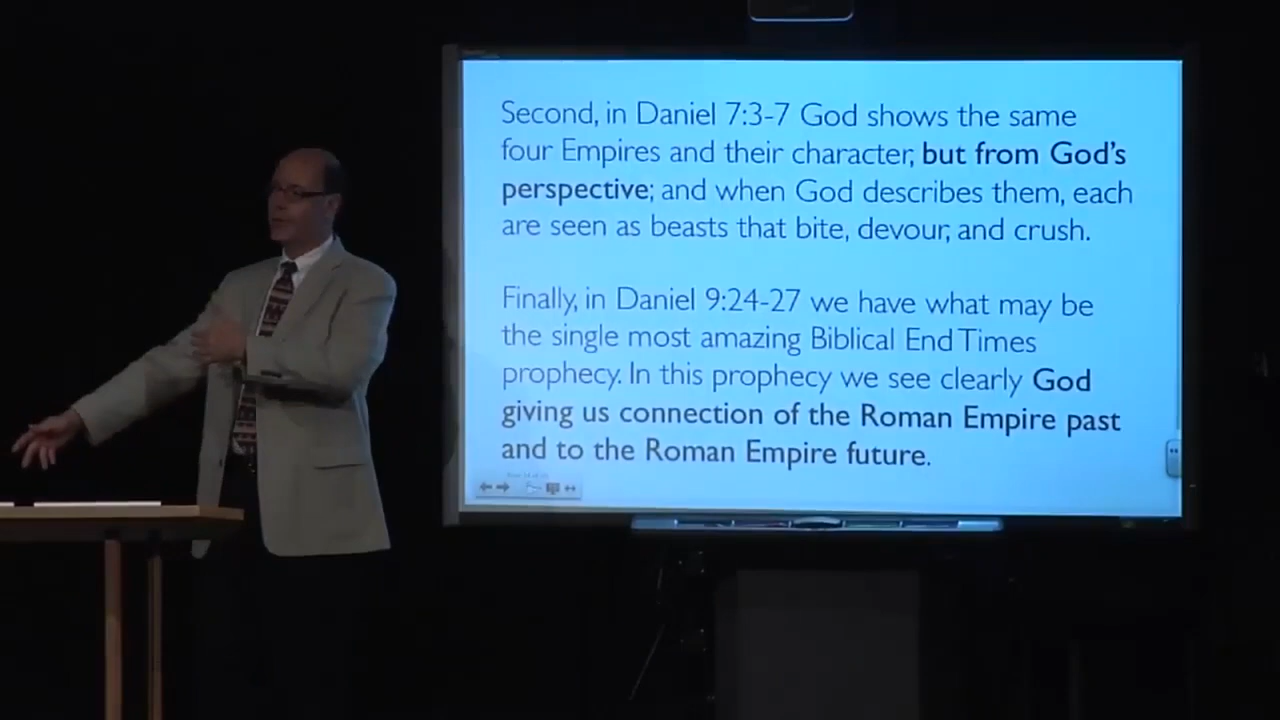 Second, in Daniel 7:3-7 God shows the same
four Empires and their character, but from God's
perspective; and when God describes them, each
are seen as beasts that bite, devour, and crush.
Finally, in Daniel 9:24-27 we have what may be
the single most amazing Biblical End Times
prophecy. In this prophecy we see clearly God
giving us connection of the Roman Empire past
and to the Roman Empire future.